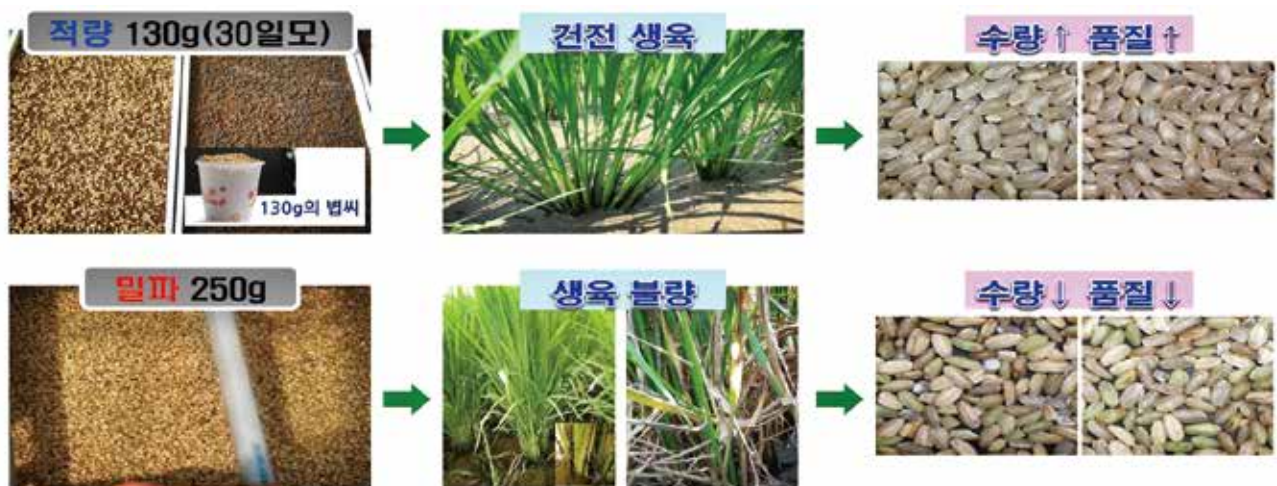 적량 130g(30일모)
건전 생육
수량↑ 품질↑
130g의 볍씨
밀파 250g
생육 불량
수량↓ 품질↓